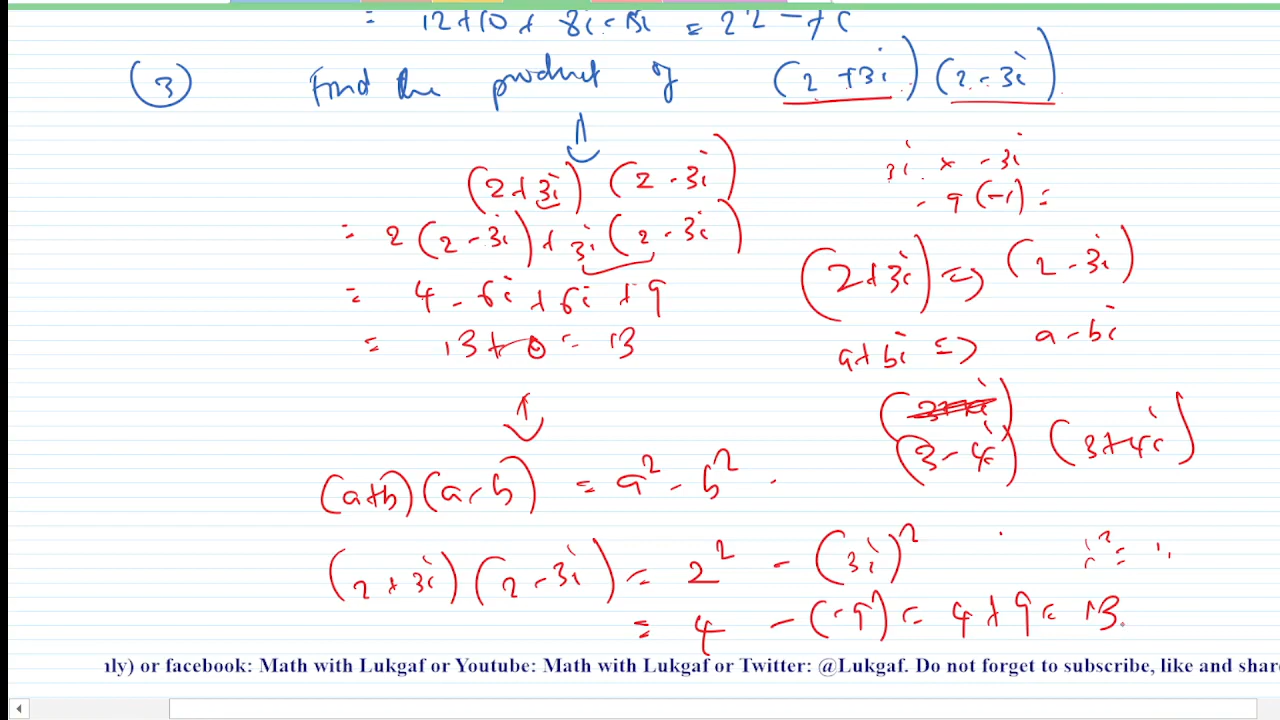 = 12+10+ 8i - 15i = 22 - 7i
(3) Find the product of (2+3i)(2-3i)
(2+3i)(2-3i)
= 2(2-3i)+3i(2-3i)
= 4 - 6i + 6i + 9
= 13+0 = 13
3i × -3i
- 9(-1) =
(2+3i) => (2-3i)
a+bi => a-bi
(3-4i) (3+4i)
(a+b)(a-b) = a² - b²
(2+3i)(2-3i) = 2² - (3i)²
i² = -1
= 4 - (-9) = 4+9 = 13
ıly) or facebook: Math with Lukgaf or Youtube: Math with Lukgaf or Twitter: @Lukgaf. Do not forget to subscribe, like and share